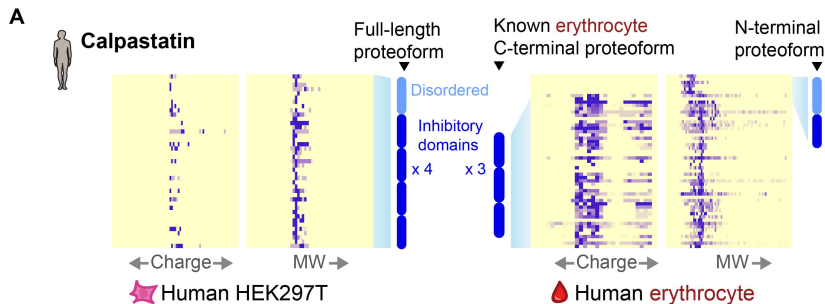 A
Calpastatin
Full-length
proteoform
Known erythrocyte
C-terminal proteoform
N-terminal
proteoform
Disordered
Inhibitory
domains
x 4
x 3
Charge
MW
Charge
MW
Human HEK297T
Human erythrocyte